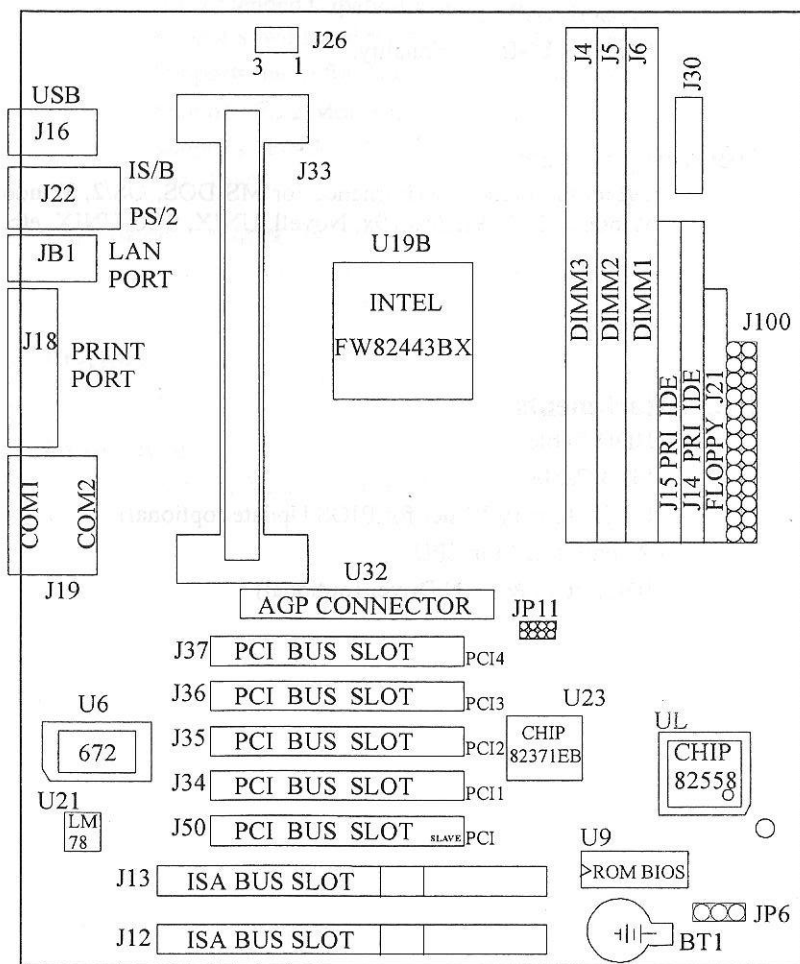 J26
3 1
USB
J16
J22
IS/B
PS/2
JB1
LAN
PORT
J18
PRINT
PORT
COM1
COM2
J19
J33
U19B
INTEL
FW82443BX
J4
J5
J6
DIMM3
DIMM2
DIMM1
J30
J15 PRI IDE
J14 PRI IDE
FLOPPY J21
J100
U32
AGP CONNECTOR
JP11
J37 PCI BUS SLOT PCI4
J36 PCI BUS SLOT PCI3
J35 PCI BUS SLOT PCI2
J34 PCI BUS SLOT PCI1
J50 PCI BUS SLOT SLAVE PCI
J13 ISA BUS SLOT
J12 ISA BUS SLOT
U6
672
U21
LM
78
U23
CHIP
82371EB
UL
CHIP
82558
U9
ROM BIOS
JP6
BT1